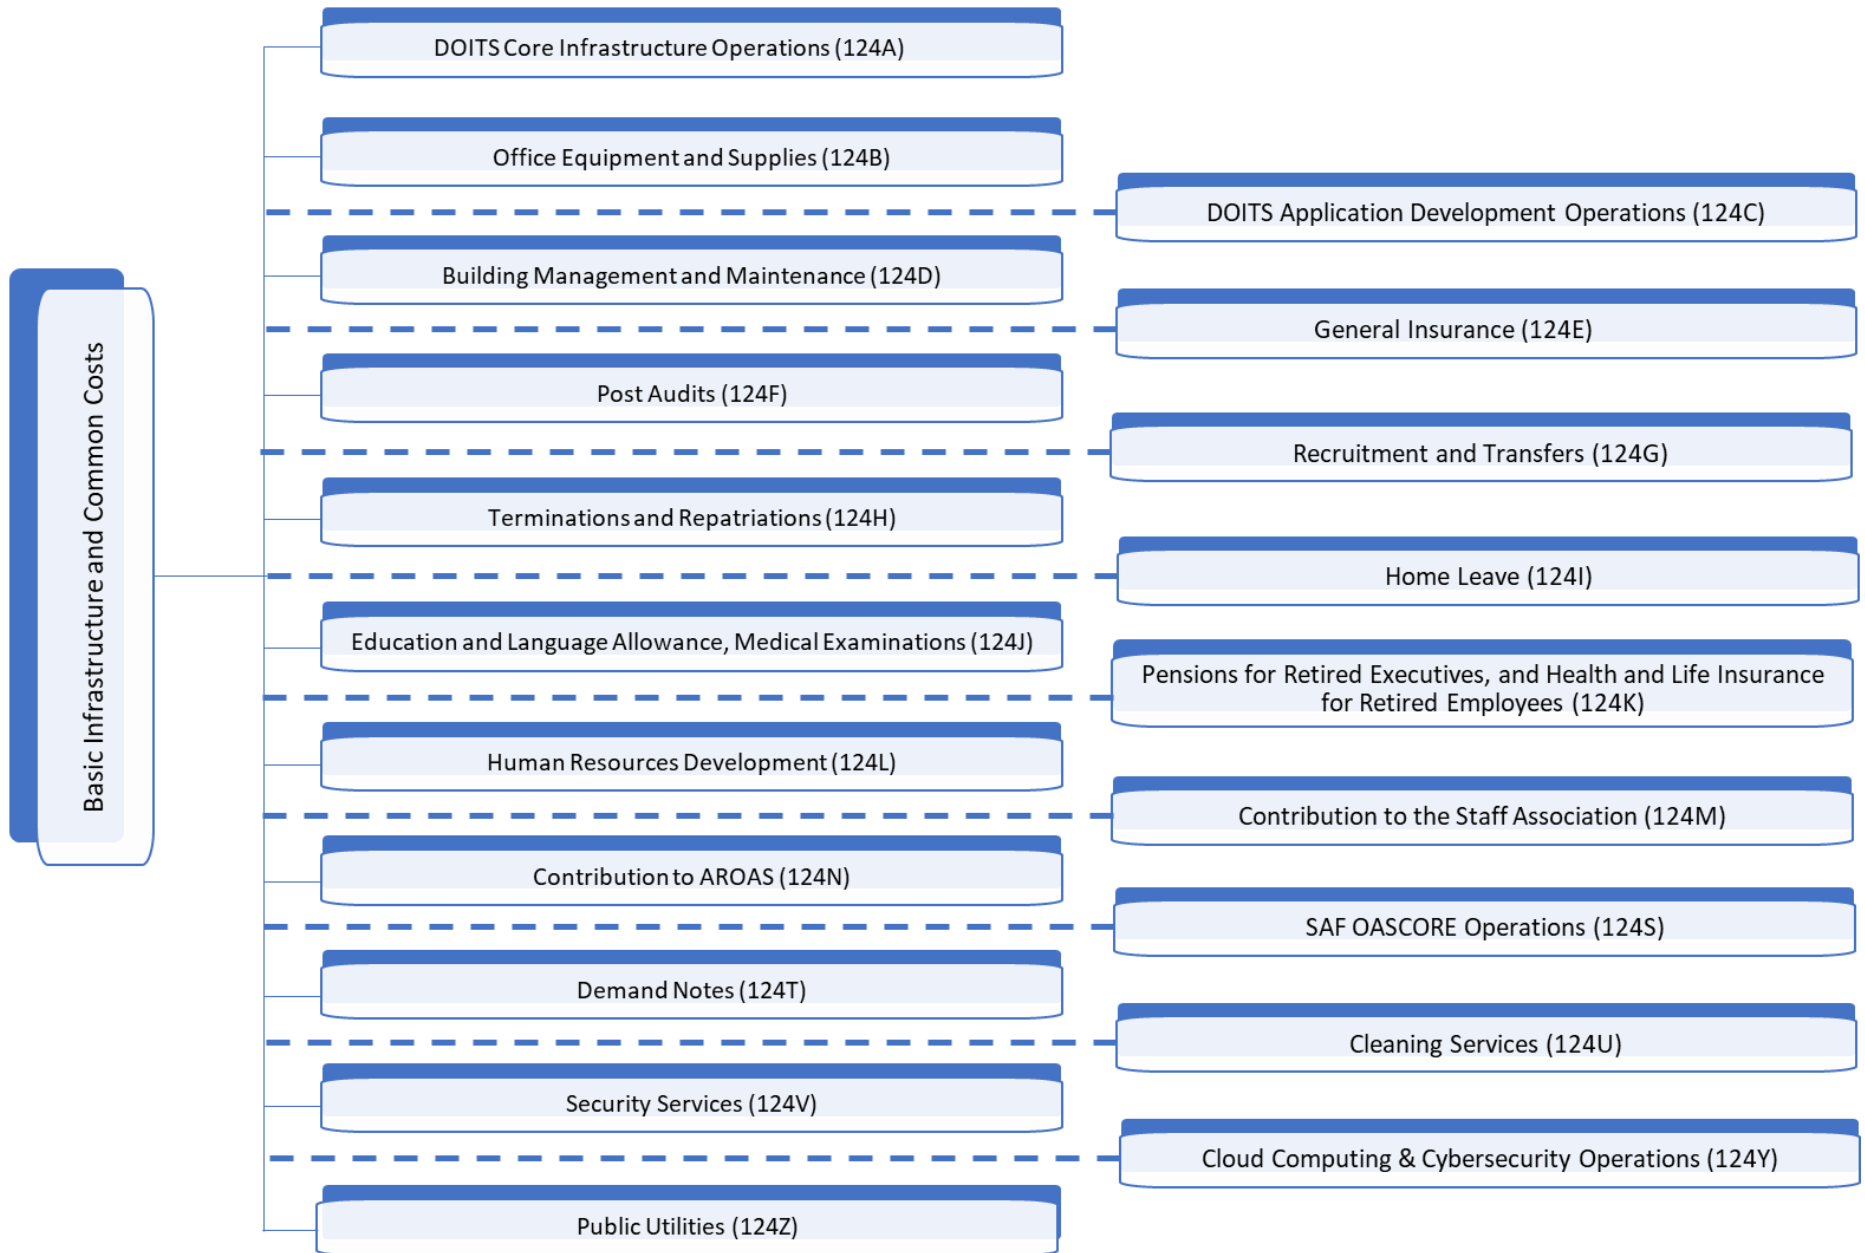 Basic Infrastructure and Common Costs
DOITS Core Infrastructure Operations (124A)
Office Equipment and Supplies (124B)
DOITS Application Development Operations (124C)
Building Management and Maintenance (124D)
General Insurance (124E)
Post Audits (124F)
Recruitment and Transfers (124G)
Terminations and Repatriations (124H)
Home Leave (124I)
Education and Language Allowance, Medical Examinations (124J)
Pensions for Retired Executives, and Health and Life Insurance
for Retired Employees (124K)
Human Resources Development (124L)
Contribution to the Staff Association (124M)
Contribution to AROAS (124N)
SAF OASCORE Operations (124S)
Demand Notes (124T)
Cleaning Services (124U)
Security Services (124V)
Cloud Computing & Cybersecurity Operations (124Y)
Public Utilities (124Z)